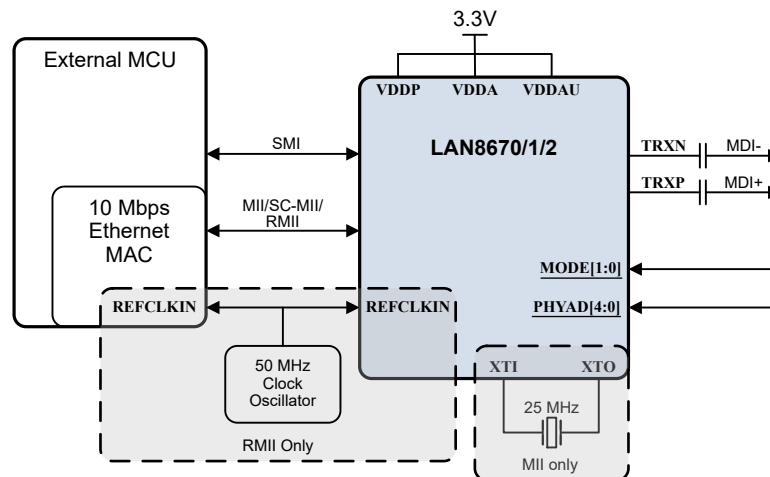 3.3V
External MCU
VDDP VDDA VDDAU
LAN8670/1/2
SMI
TRXN
MDI-
TRXP
MDI+
10 Mbps
Ethernet
MAC
MII/SC-MII/
RMII
MODE[1:0]
REFCLKIN
REFCLKIN
PHYAD[4:0]
50 MHz
Clock
Oscillator
RMII Only
XTI
XTO
25 MHz
MII only